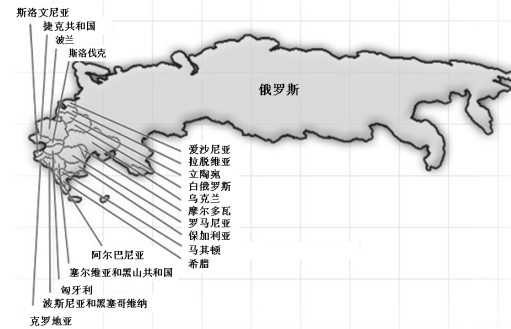 斯洛文尼亚
捷克共和国
波兰
斯洛伐克
俄罗斯
爱沙尼亚
拉脱维亚
立陶宛
白俄罗斯
乌克兰
摩尔多瓦
罗马尼亚
保加利亚
马其顿
希腊
阿尔巴尼亚
塞尔维亚和黑山共和国
匈牙利
波斯尼亚和黑塞哥维纳
克罗地亚